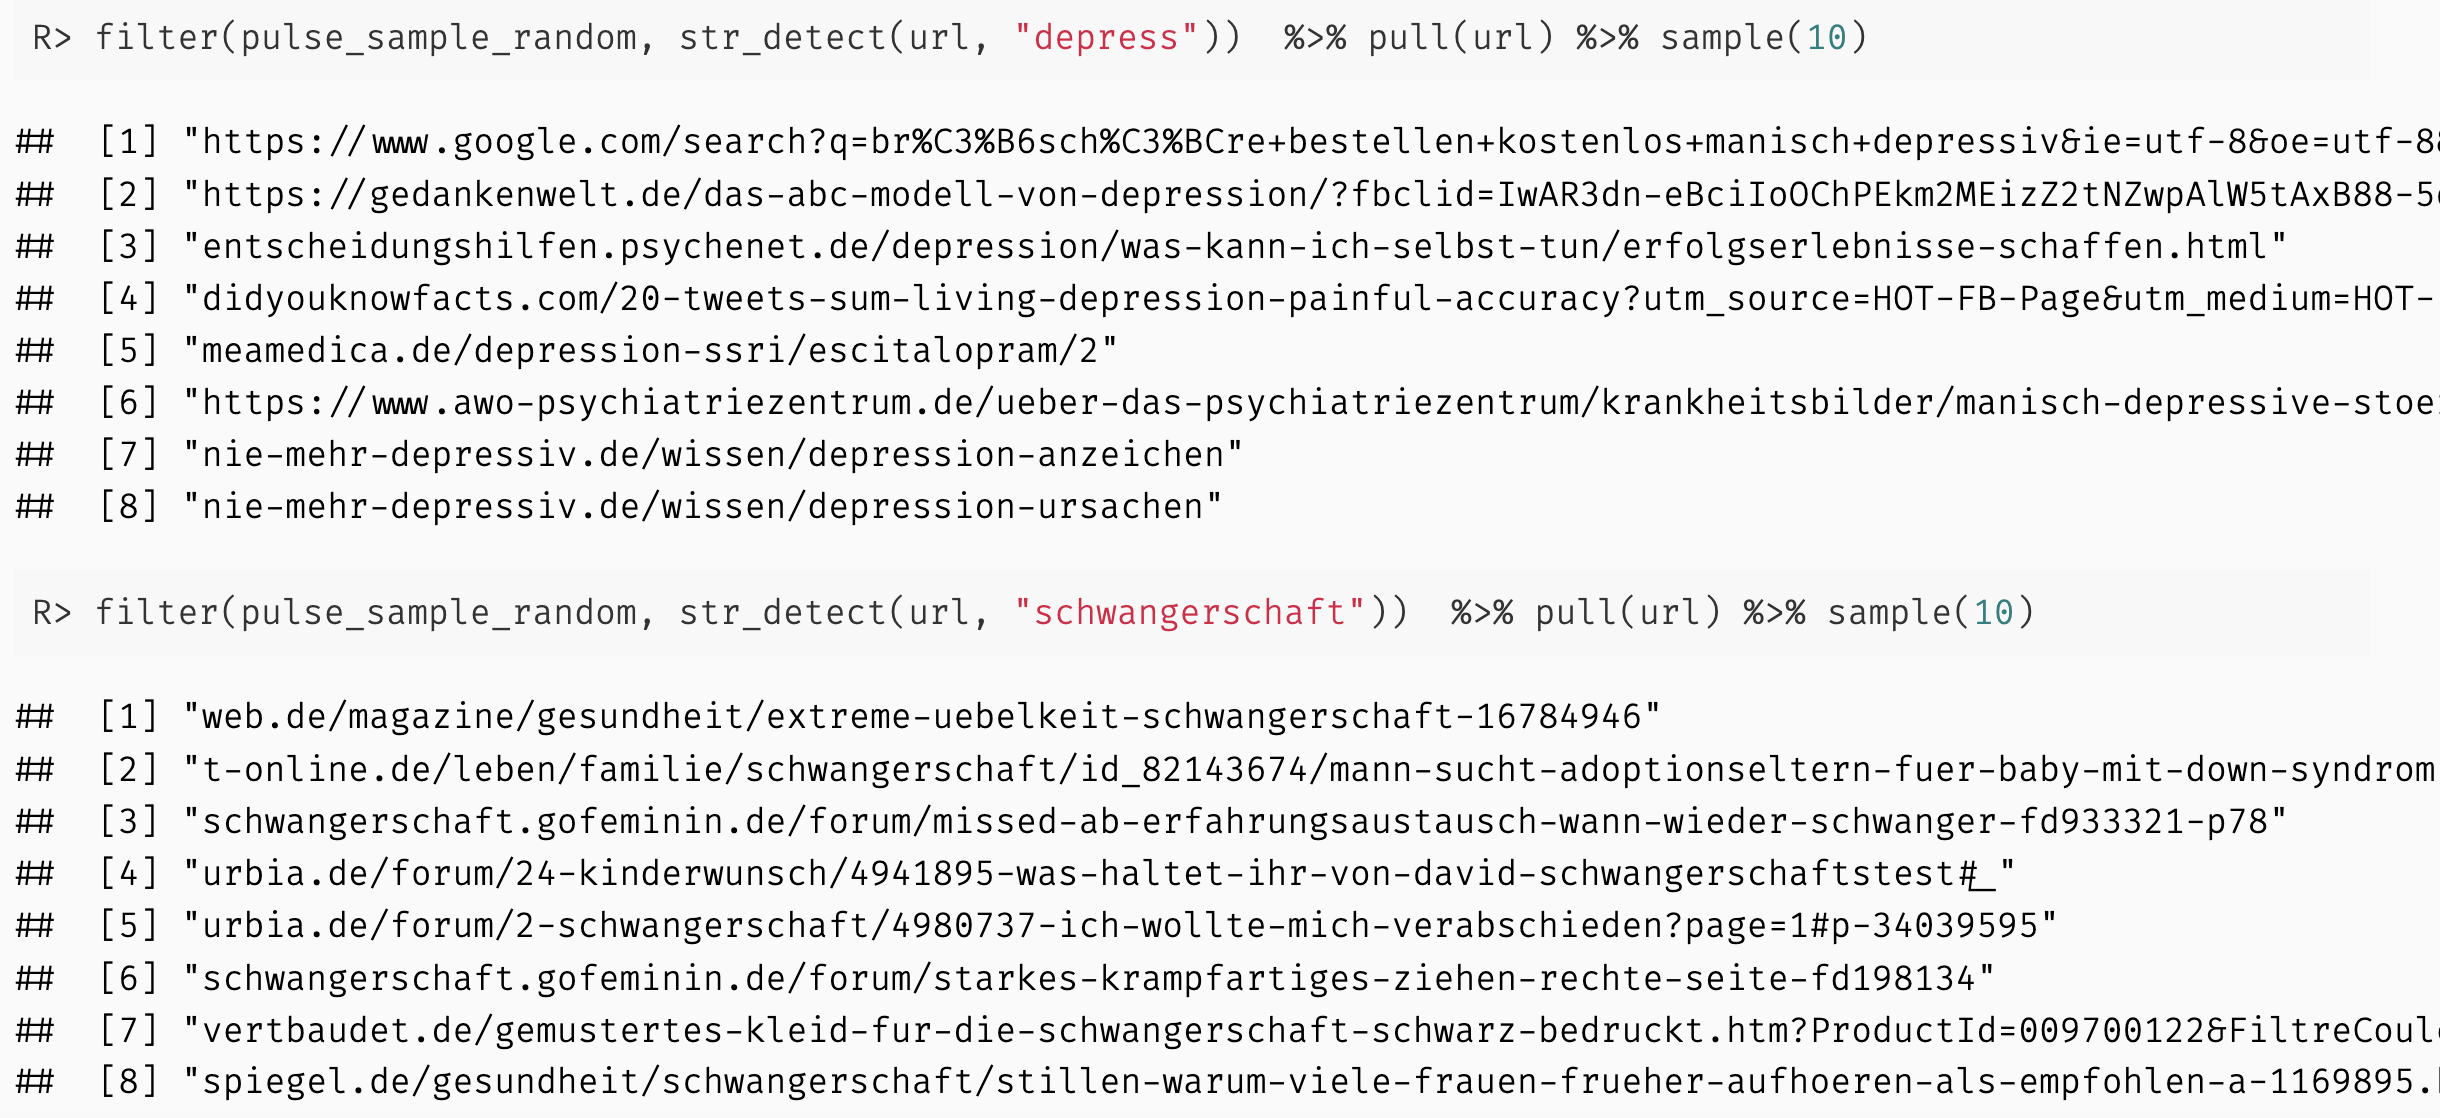 R> filter(pulse_sample_random, str_detect(url, "depress"))  %>% pull(url) %>% sample(10)
##  [1] "https://www.google.com/search?q=br%C3%B6sch%C3%BCre+bestellen+kostenlos+manisch+depressiv&ie=utf-8&oe=utf-8&
##  [2] "https://gedankenwelt.de/das-abc-modell-von-depression/?fbclid=IwAR3dn-eBciIoOChPEkm2MEizZ2tNZwpAlW5tAxB88-5
##  [3] "entscheidungshilfen.psychenet.de/depression/was-kann-ich-selbst-tun/erfolgserlebnisse-schaffen.html"
##  [4] "didyouknowfacts.com/20-tweets-sum-living-depression-painful-accuracy?utm_source=HOT-FB-Page&utm_medium=HOT-
##  [5] "meamedica.de/depression-ssri/escitalopram/2"
##  [6] "https://www.awo-psychiatriezentrum.de/ueber-das-psychiatriezentrum/krankheitsbilder/manisch-depressive-stoe
##  [7] "nie-mehr-depressiv.de/wissen/depression-anzeichen"
##  [8] "nie-mehr-depressiv.de/wissen/depression-ursachen"
R> filter(pulse_sample_random, str_detect(url, "schwangerschaft"))  %>% pull(url) %>% sample(10)
##  [1] "web.de/magazine/gesundheit/extreme-uebelkeit-schwangerschaft-16784946"
##  [2] "t-online.de/leben/familie/schwangerschaft/id_82143674/mann-sucht-adoptionseltern-fuer-baby-mit-down-syndrom
##  [3] "schwangerschaft.gofeminin.de/forum/missed-ab-erfahrungsaustausch-wann-wieder-schwanger-fd933321-p78"
##  [4] "urbia.de/forum/24-kinderwunsch/4941895-was-haltet-ihr-von-david-schwangerschaftstest#_"
##  [5] "urbia.de/forum/2-schwangerschaft/4980737-ich-wollte-mich-verabschieden?page=1#p-34039595"
##  [6] "schwangerschaft.gofeminin.de/forum/starkes-krampfartiges-ziehen-rechte-seite-fd198134"
##  [7] "vertbaudet.de/gemustertes-kleid-fur-die-schwangerschaft-schwarz-bedruckt.htm?ProductId=009700122&FiltreCoul
##  [8] "spiegel.de/gesundheit/schwangerschaft/stillen-warum-viele-frauen-frueher-aufhoeren-als-empfohlen-a-1169895.